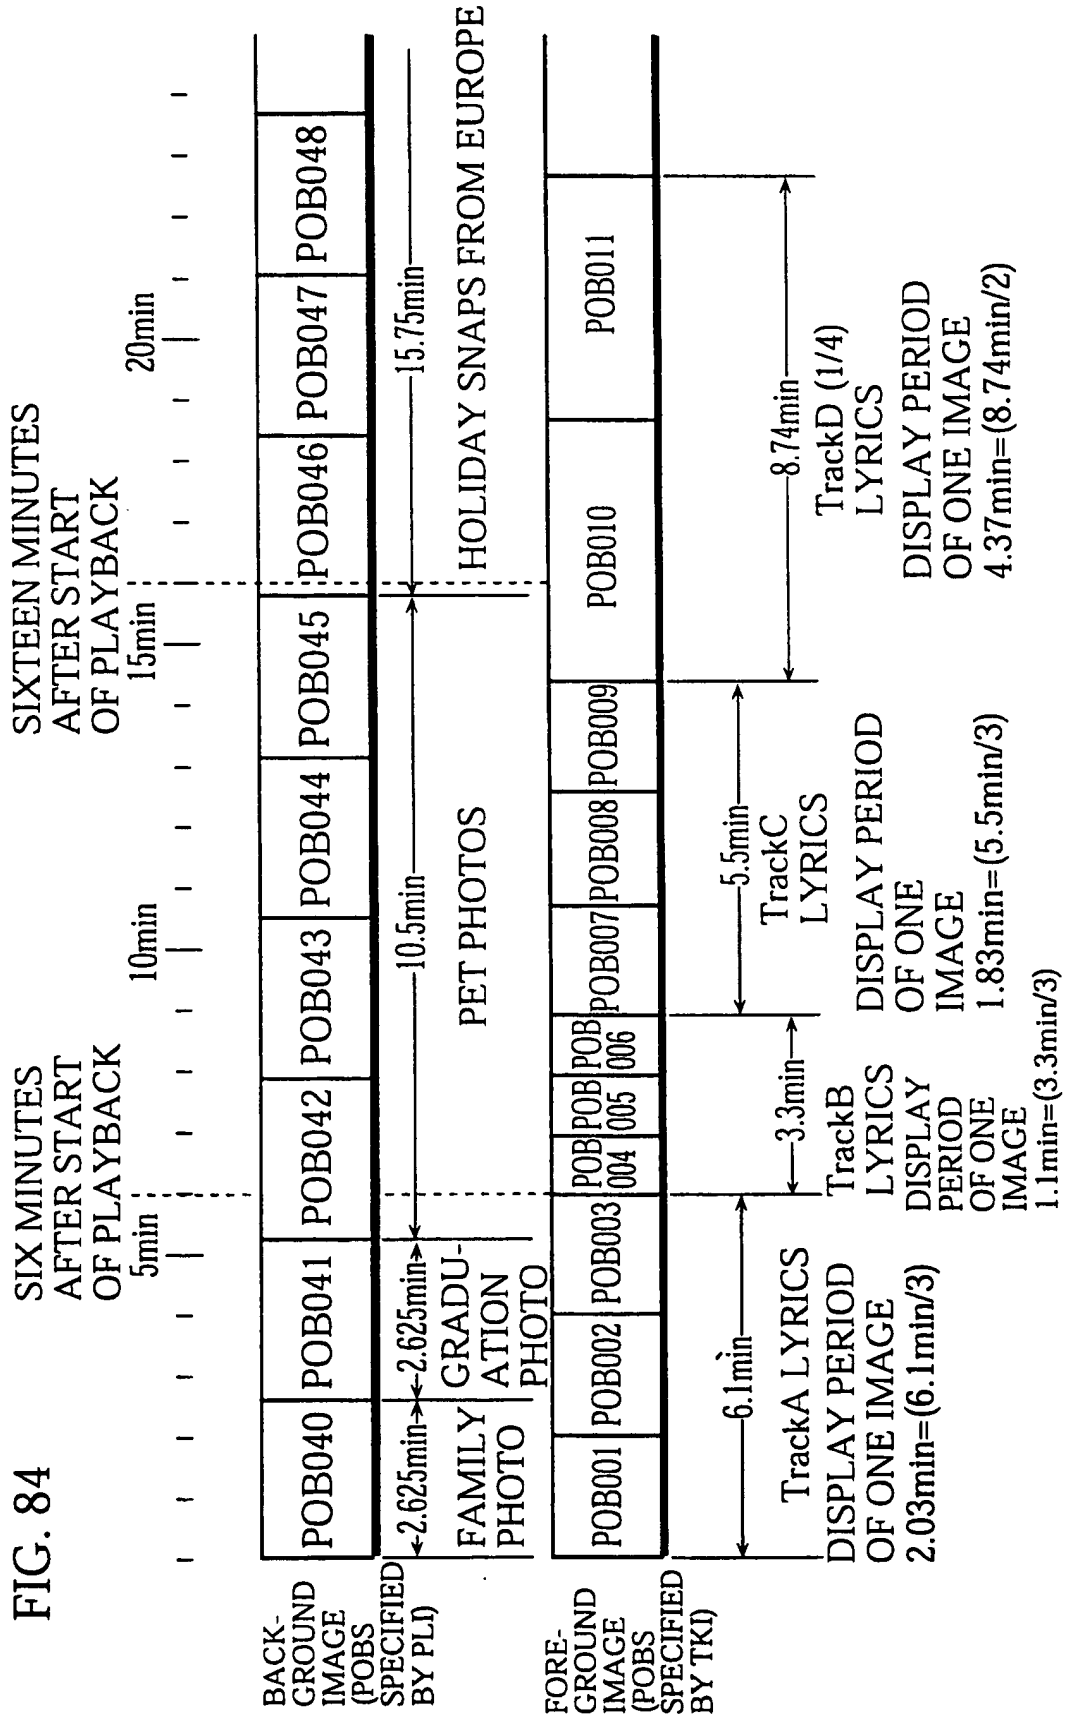 FIG. 84
SIX MINUTES
AFTER START
OF PLAYBACK
SIXTEEN MINUTES
AFTER START
OF PLAYBACK
5min
10min
15min
20min
BACK-
GROUND
IMAGE
(POBS
SPECIFIED
BY PLI)
POB040
POB041
POB042
POB043
POB044
POB045
POB046
POB047
POB048
2.625min
2.625min
10.5min
15.75min
FAMILY
PHOTO
GRADU-
ATION
PHOTO
PET PHOTOS
HOLIDAY SNAPS FROM EUROPE
FORE-
GROUND
IMAGE
(POBS
SPECIFIED
BY TKI)
POB001
POB002
POB003
POB
004
POB
005
POB
006
POB007
POB008
POB009
POB010
POB011
6.1min
3.3min
5.5min
8.74min
TrackA LYRICS
DISPLAY PERIOD
OF ONE IMAGE
2.03min=(6.1min/3)
TrackB
LYRICS
DISPLAY
PERIOD
OF ONE
IMAGE
1.1min=(3.3min/3)
TrackC
LYRICS
DISPLAY PERIOD
OF ONE
IMAGE
1.83min=(5.5min/3)
TrackD (1/4)
LYRICS
DISPLAY PERIOD
OF ONE IMAGE
4.37min=(8.74min/2)